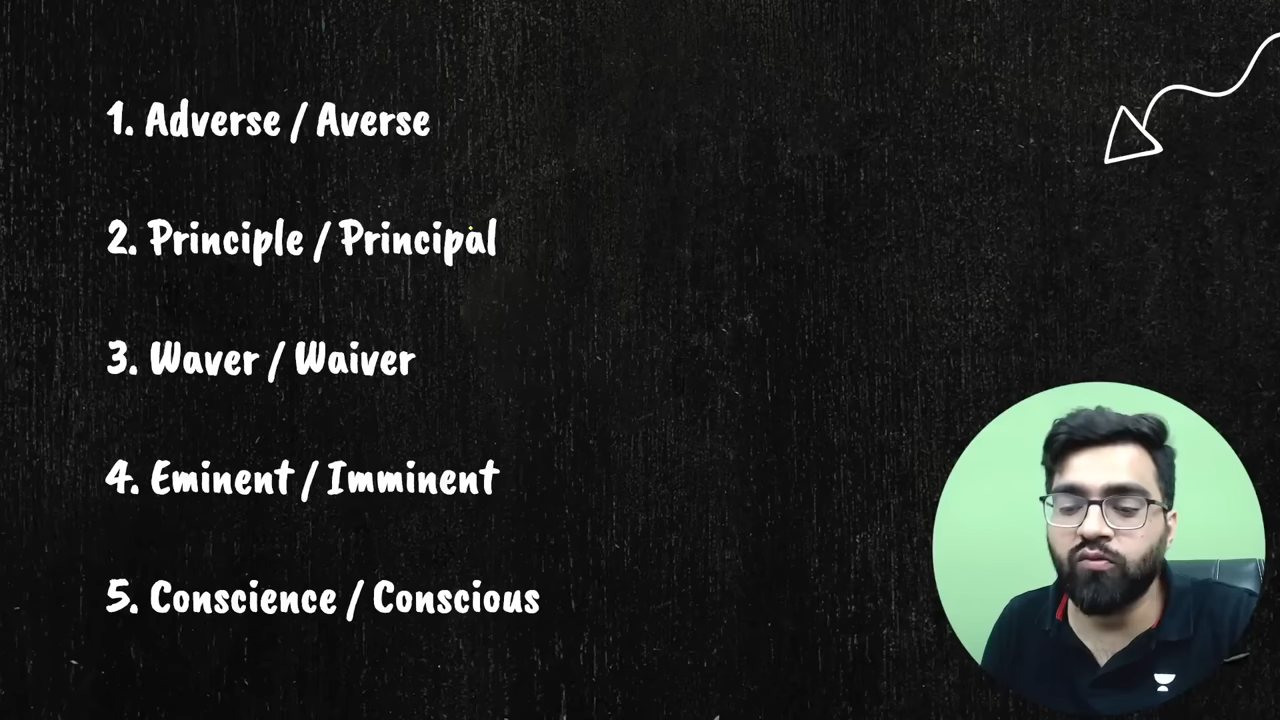 1. Adverse / Averse
2. Principle / Principal
3. Waver / Waiver
4. Eminent / Imminent
5. Conscience / Conscious